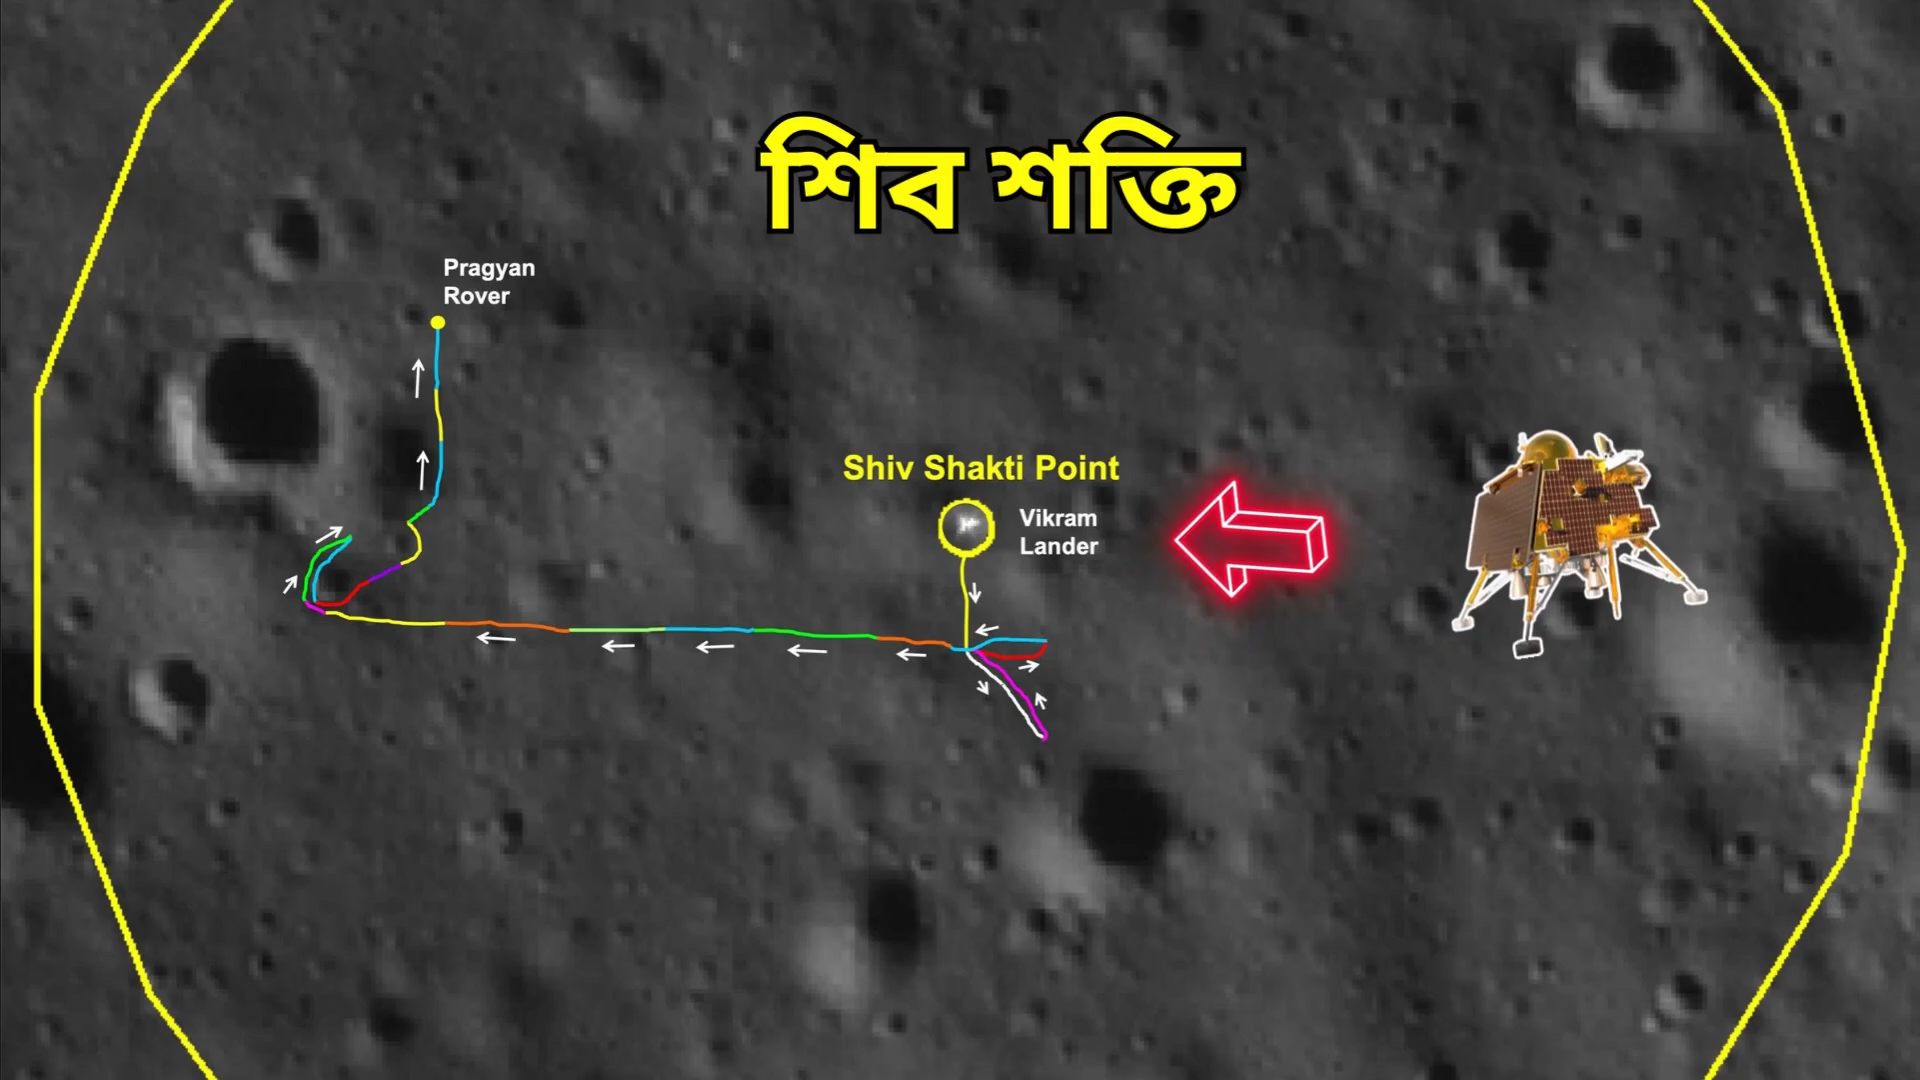 শিব শক্তি
Pragyan
Rover
Shiv Shakti Point
Vikram
Lander